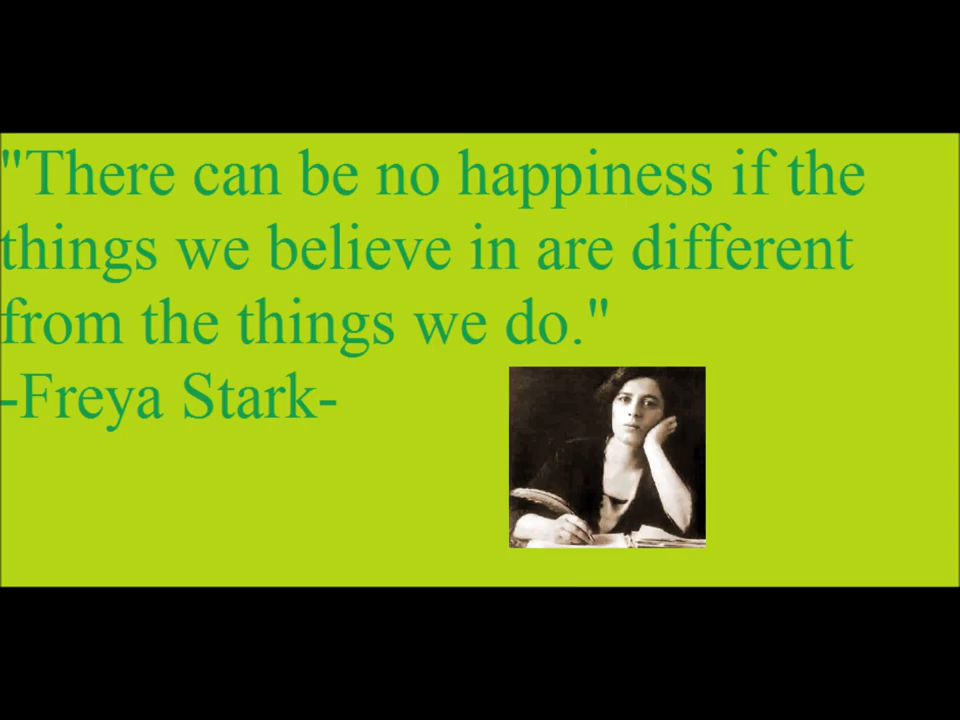 "There can be no happiness if the
things we believe in are different
from the things we do."
-Freya Stark-